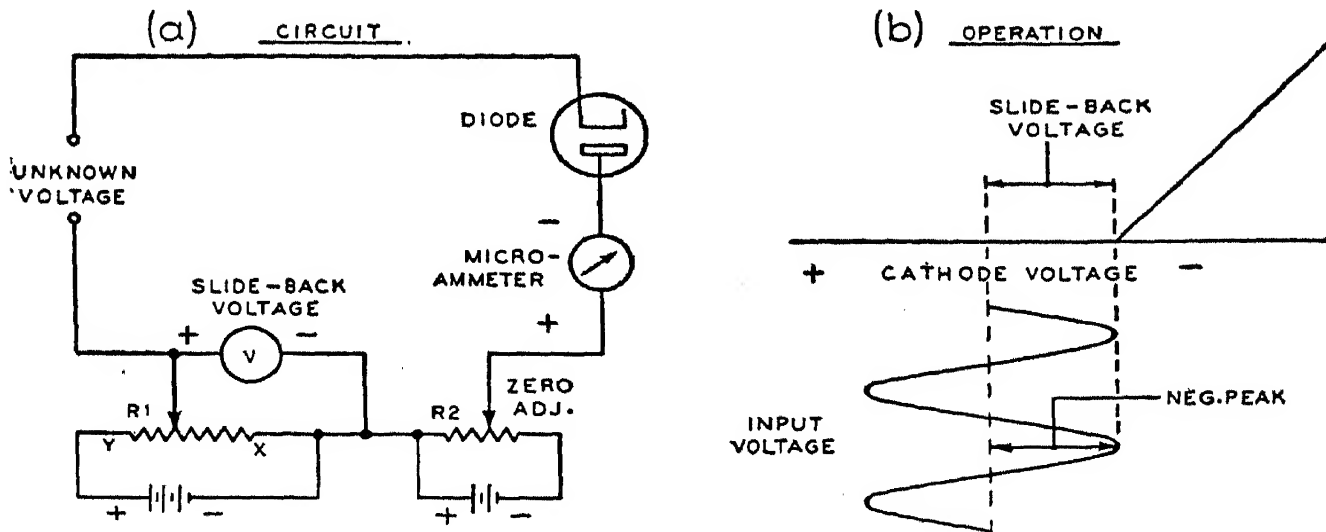 (a) CIRCUIT
DIODE
UNKNOWN
VOLTAGE
-
MICRO-
AMMETER
+
SLIDE-BACK
VOLTAGE
+ V -
R1
Y X
+ -
ZERO
ADJ.
R2
+ -
(b) OPERATION
SLIDE-BACK
VOLTAGE
+ CATHODE VOLTAGE -
INPUT
VOLTAGE
NEG. PEAK